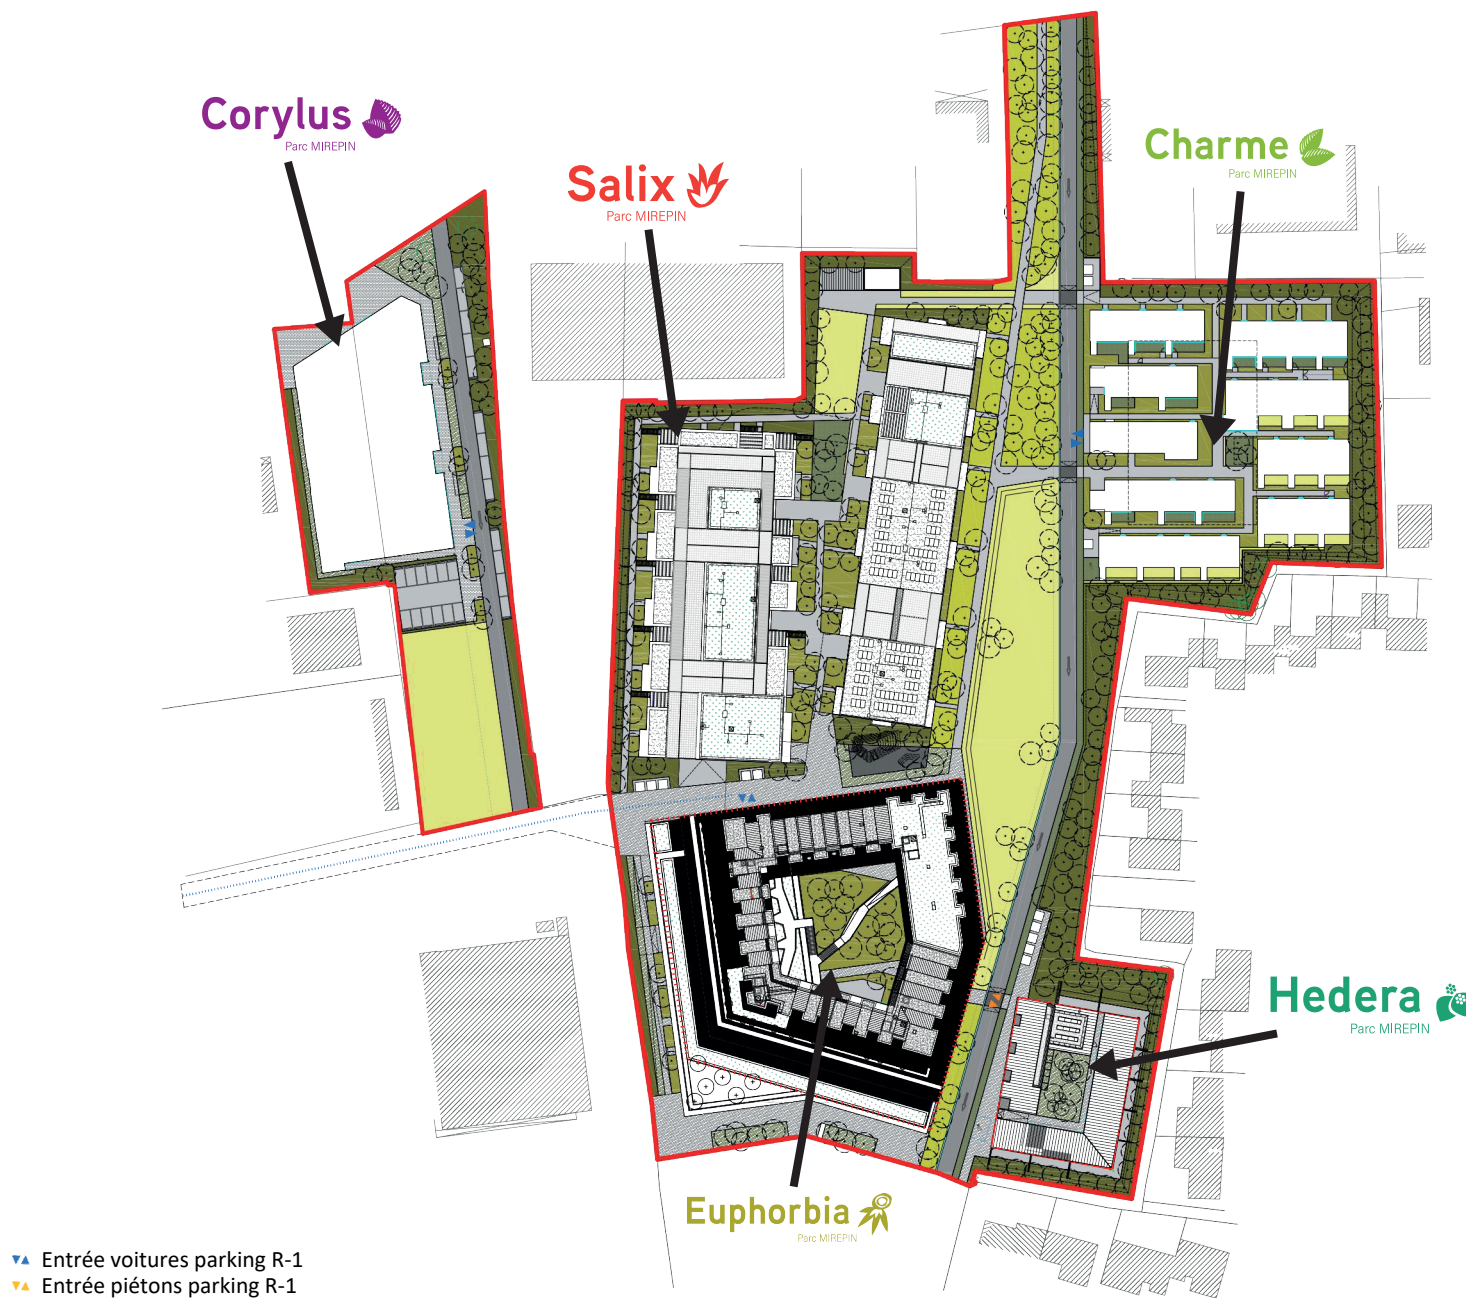 Corylus
Parc MIREPIN
Salix
Parc MIREPIN
Charme
Parc MIREPIN
Hedera
Parc MIREPIN
Euphorbia
Parc MIREPIN
Entrée voitures parking R-1
Entrée piétons parking R-1